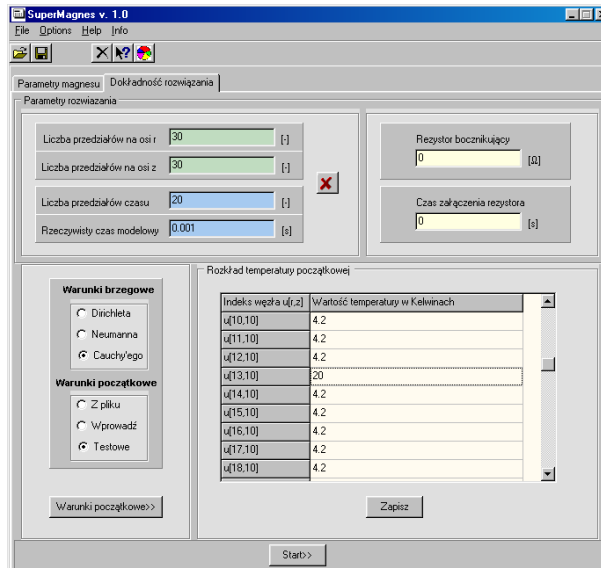 SuperMagnes v. 1.0
File Options Help Info
Parametry magnesu Dokładność rozwiązania
Parametry rozwiazania
Liczba przedziałów na osi r 30 [-]
Liczba przedziałów na osi z 30 [-]
Liczba przedziałów czasu 20 [-]
Rzeczywisty czas modelowy 0.001 [s]
Rezystor bocznikujący
0 [Ω]
Czas załączenia rezystora
0 [s]
Warunki brzegowe
Dirichleta
Neumanna
Cauchy'ego
Warunki początkowe
Z pliku
Wprowadź
Testowe
Warunki początkowe>>
Rozkład temperatury początkowej
Indeks węzła u[r,z] Wartość temperatury w Kelwinach
u[10,10] 4.2
u[11,10] 4.2
u[12,10] 4.2
u[13,10] 20
u[14,10] 4.2
u[15,10] 4.2
u[16,10] 4.2
u[17,10] 4.2
u[18,10] 4.2
Zapisz
Start>>